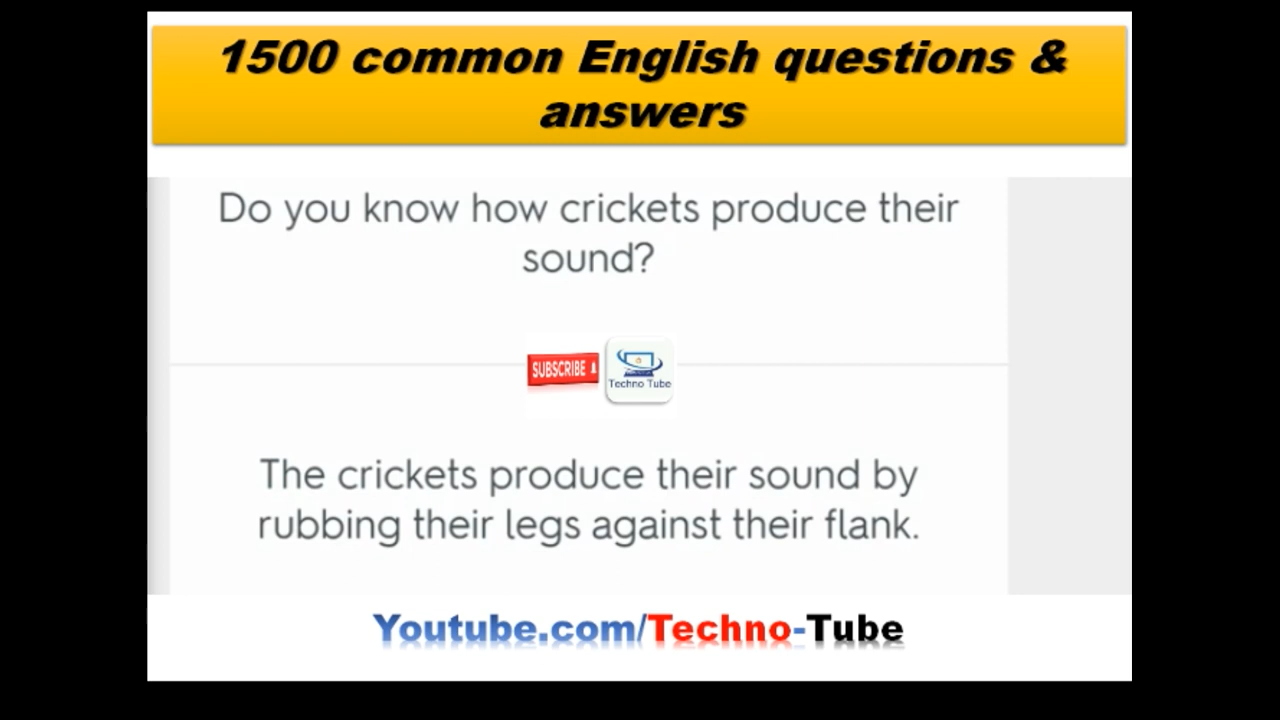 1500 common English questions &
answers
Do you know how crickets produce their
sound?
SUBSCRIBE
Techno Tube
The crickets produce their sound by
rubbing their legs against their flank.
Youtube.com/Techno-Tube